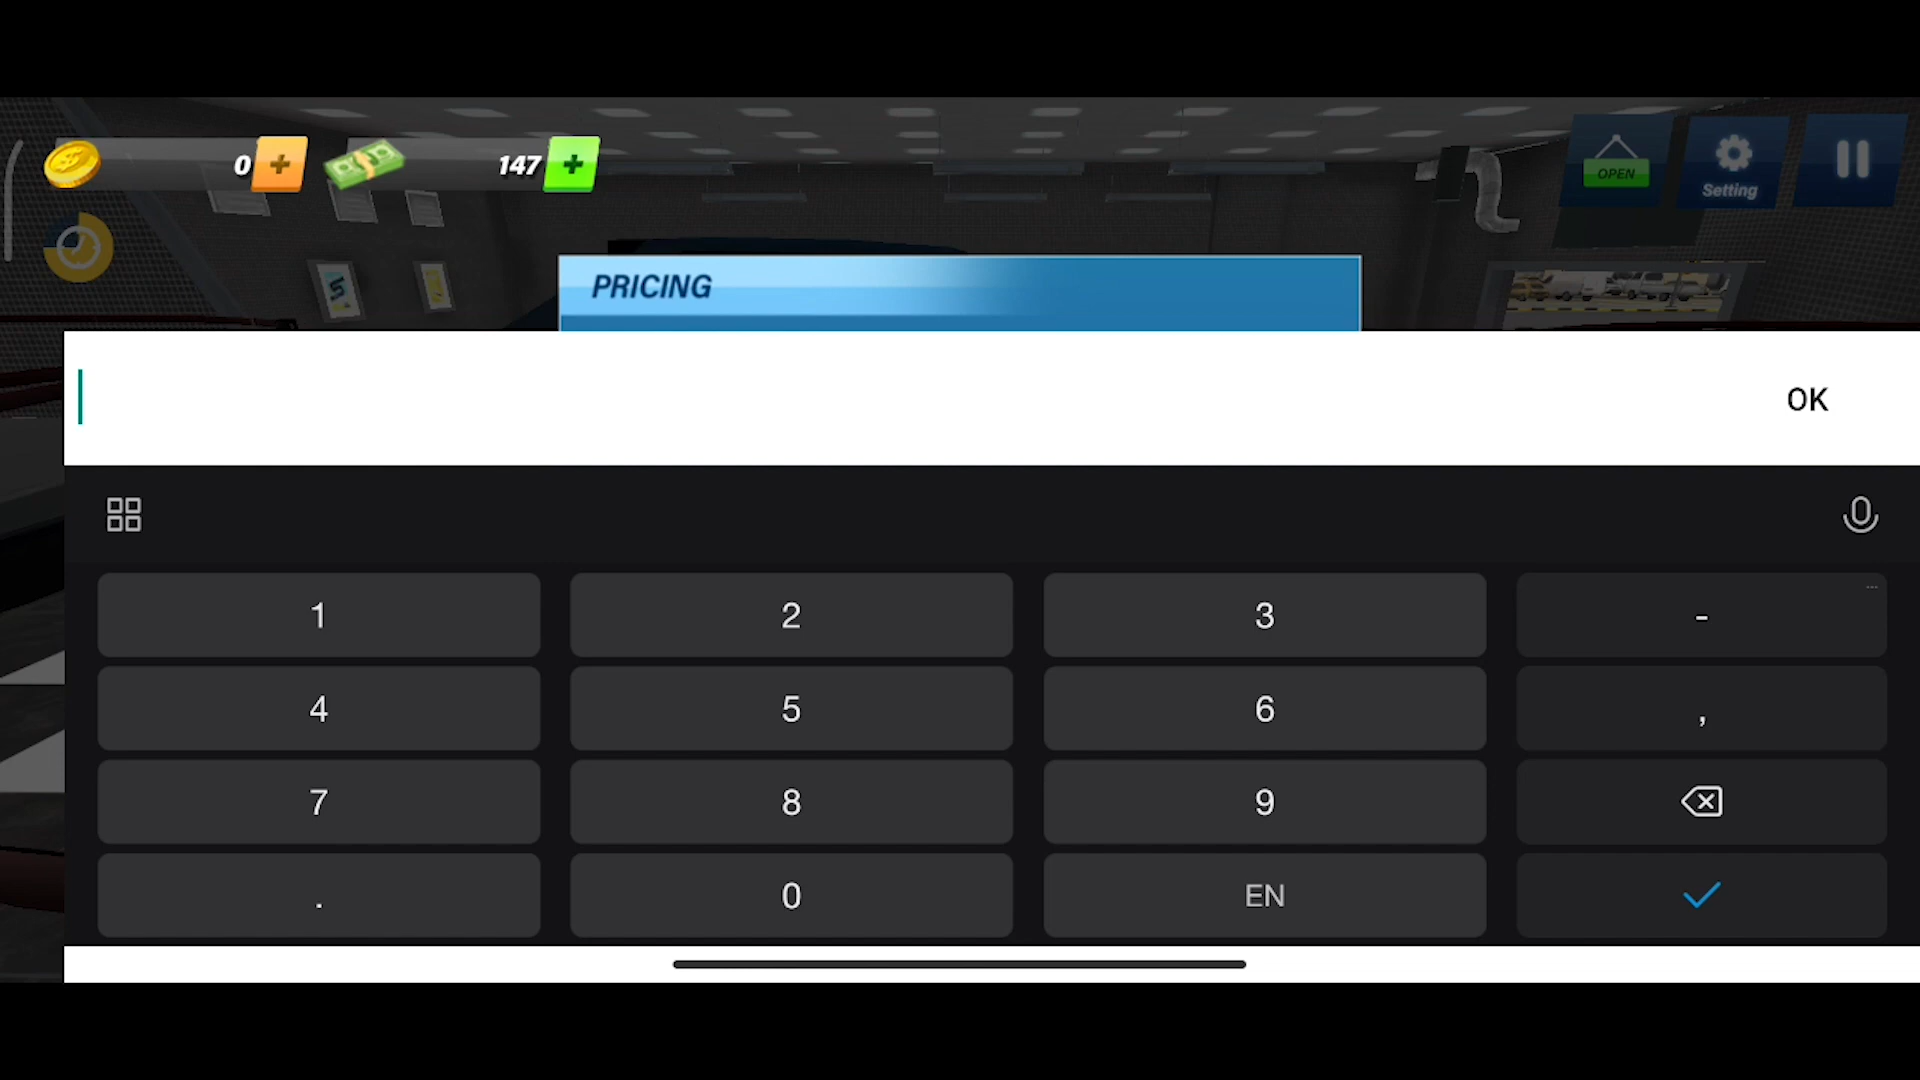 0 + 147 +
OPEN
Setting
PRICING
OK
1 2 3 -
4 5 6 ,
7 8 9
. 0 EN